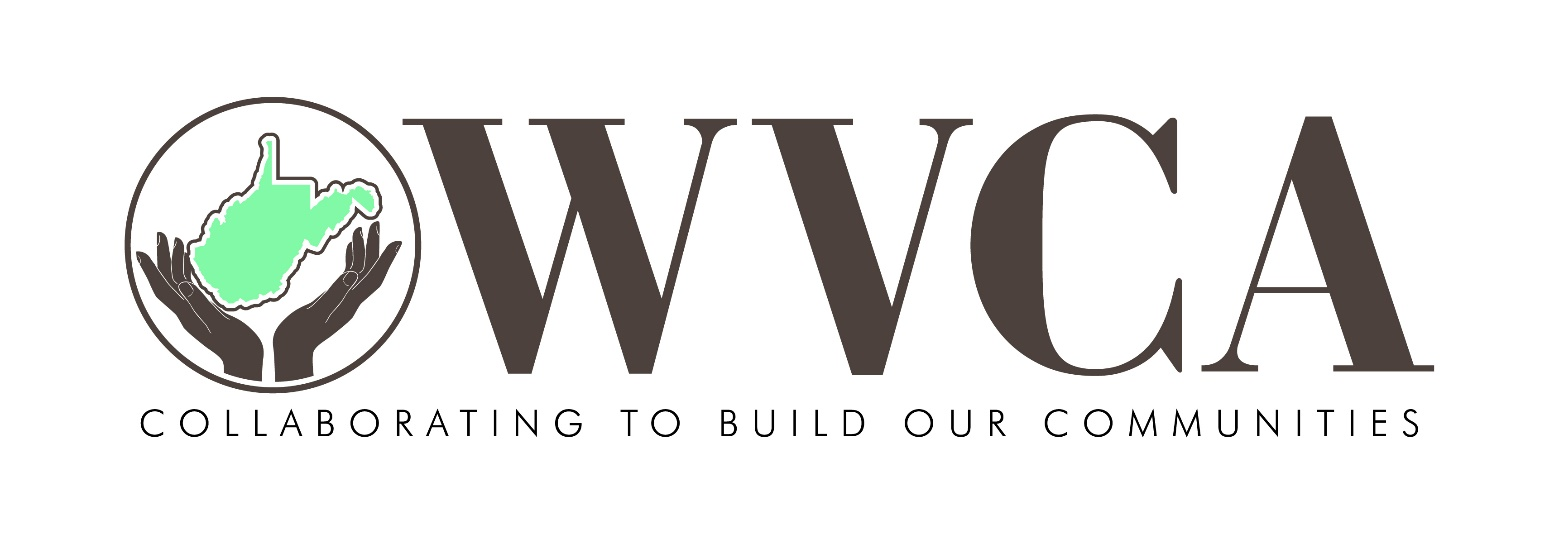 WVCA
COLLABORATING TO BUILD OUR COMMUNITIES